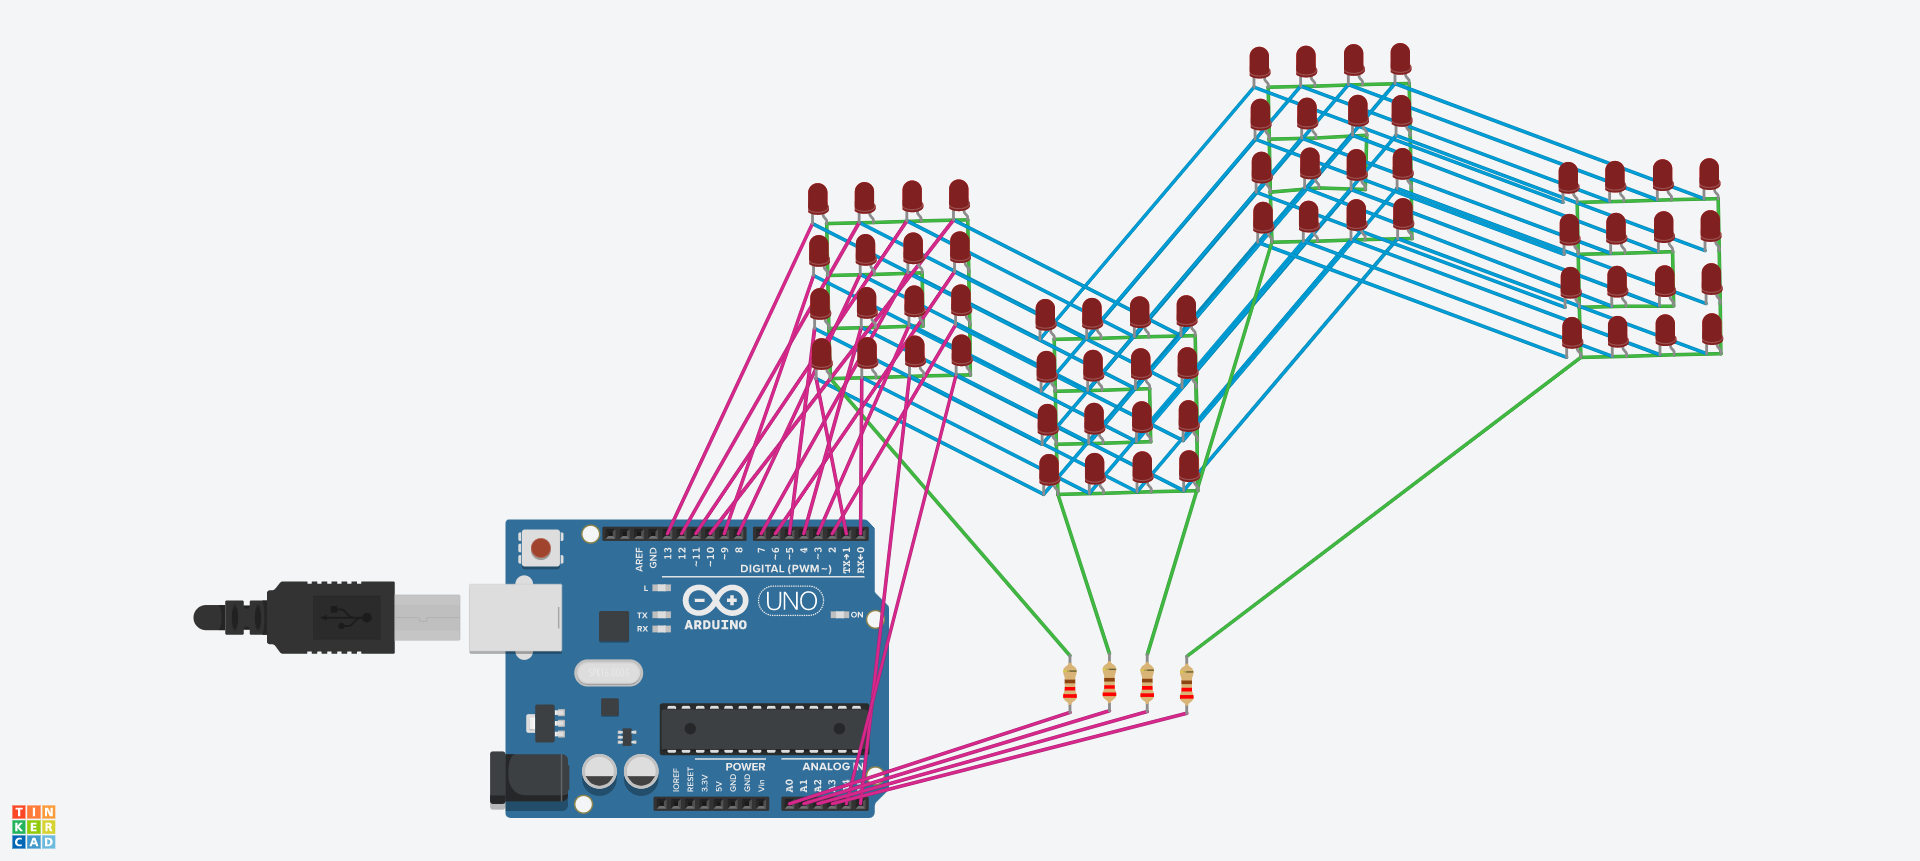 AREF
GND
13
12
~11
~10
~9
8
7
~6
~5
4
~3
2
TX→1
RX←0
DIGITAL (PWM~)
L
TX
RX
UNO
ON
ARDUINO
POWER
ANALOG IN
IOREF
RESET
3.3V
5V
GND
GND
Vin
A0
A1
A2
A3
TIN
KER
CAD